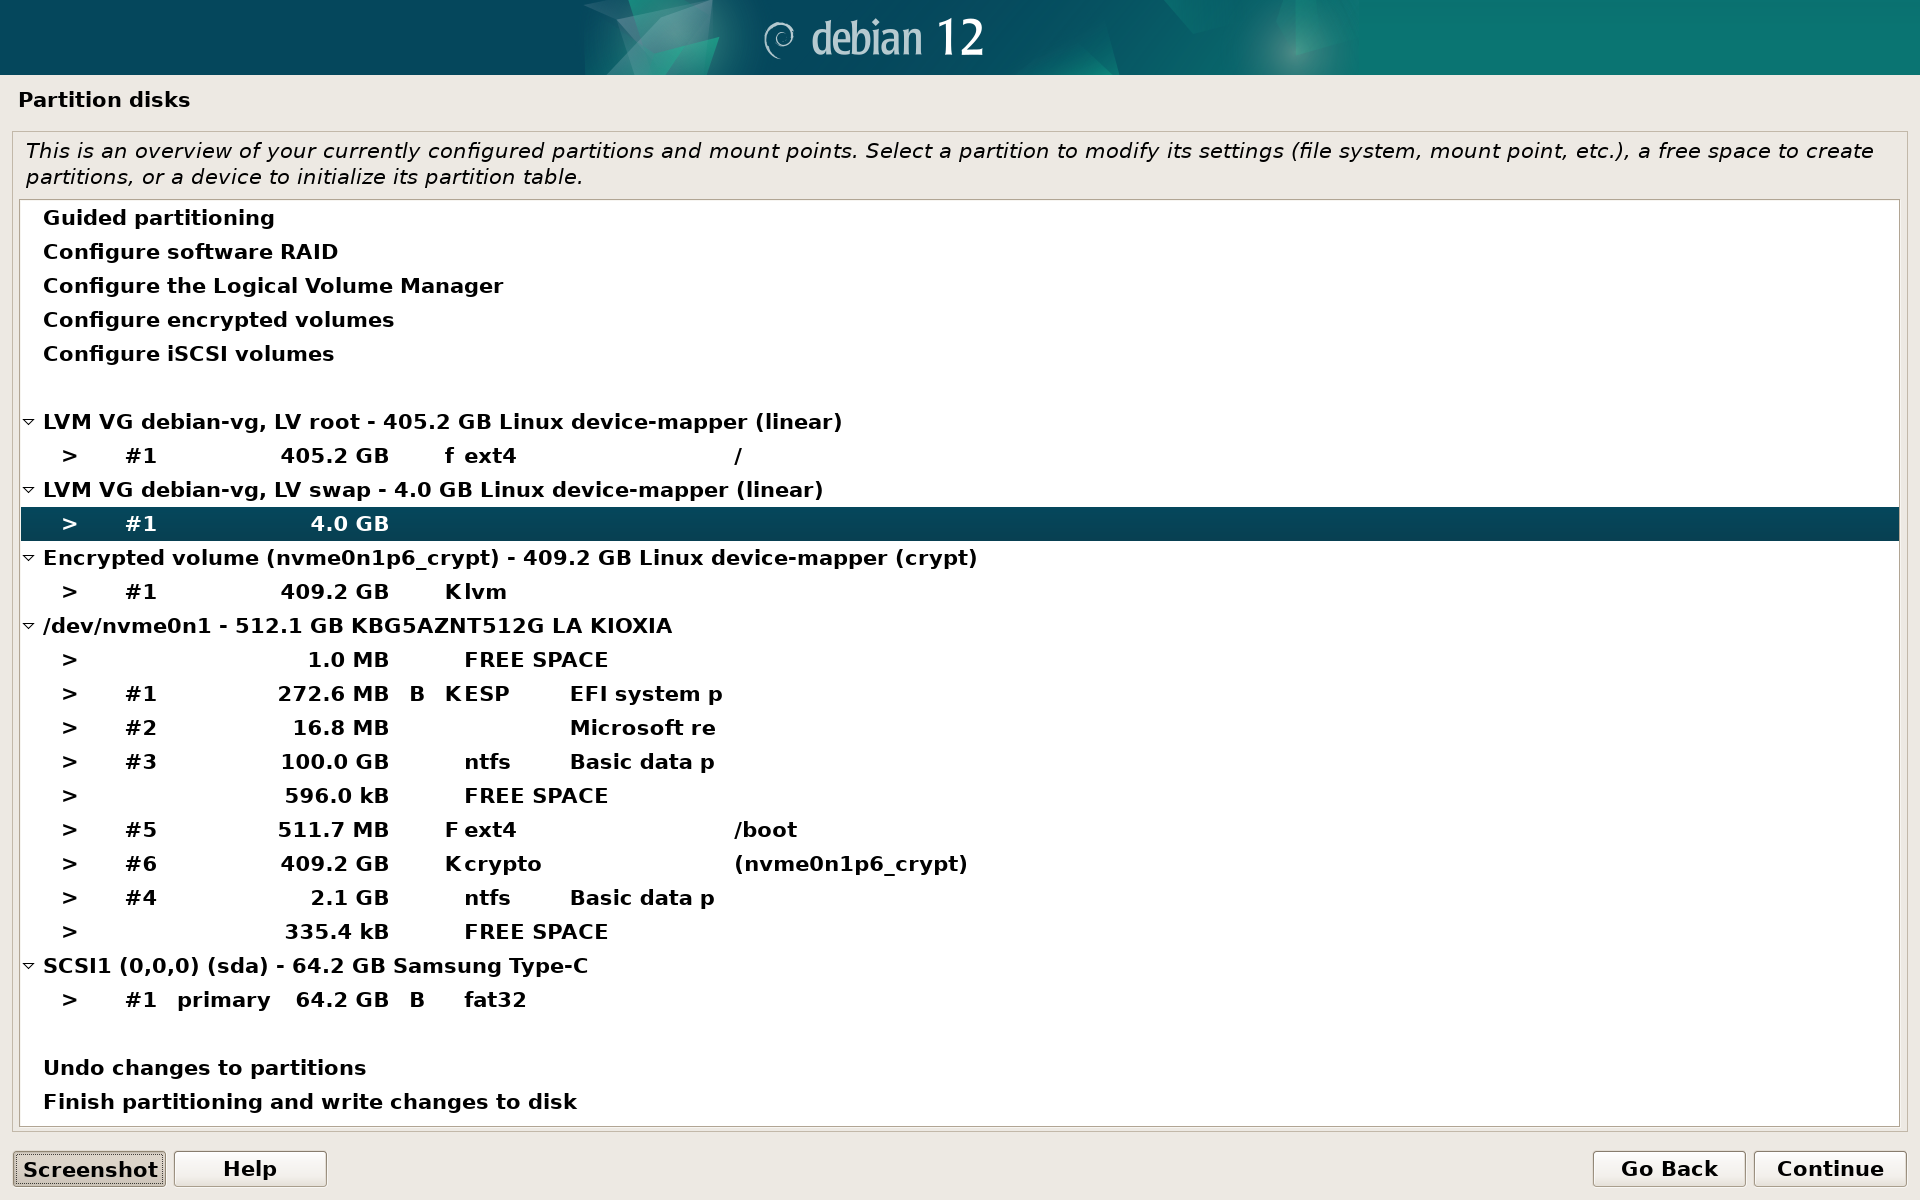 debian 12
Partition disks
This is an overview of your currently configured partitions and mount points. Select a partition to modify its settings (file system, mount point, etc.), a free space to create
partitions, or a device to initialize its partition table.
Guided partitioning
Configure software RAID
Configure the Logical Volume Manager
Configure encrypted volumes
Configure iSCSI volumes
LVM VG debian-vg, LV root - 405.2 GB Linux device-mapper (linear)
> #1 405.2 GB f ext4 /
LVM VG debian-vg, LV swap - 4.0 GB Linux device-mapper (linear)
> #1 4.0 GB
Encrypted volume (nvme0n1p6_crypt) - 409.2 GB Linux device-mapper (crypt)
> #1 409.2 GB K lvm
/dev/nvme0n1 - 512.1 GB KBG5AZNT512G LA KIOXIA
> 1.0 MB FREE SPACE
> #1 272.6 MB B K ESP EFI system p
> #2 16.8 MB Microsoft re
> #3 100.0 GB ntfs Basic data p
> 596.0 kB FREE SPACE
> #5 511.7 MB F ext4 /boot
> #6 409.2 GB K crypto (nvme0n1p6_crypt)
> #4 2.1 GB ntfs Basic data p
> 335.4 kB FREE SPACE
SCSI1 (0,0,0) (sda) - 64.2 GB Samsung Type-C
> #1 primary 64.2 GB B fat32
Undo changes to partitions
Finish partitioning and write changes to disk
Screenshot Help Go Back Continue